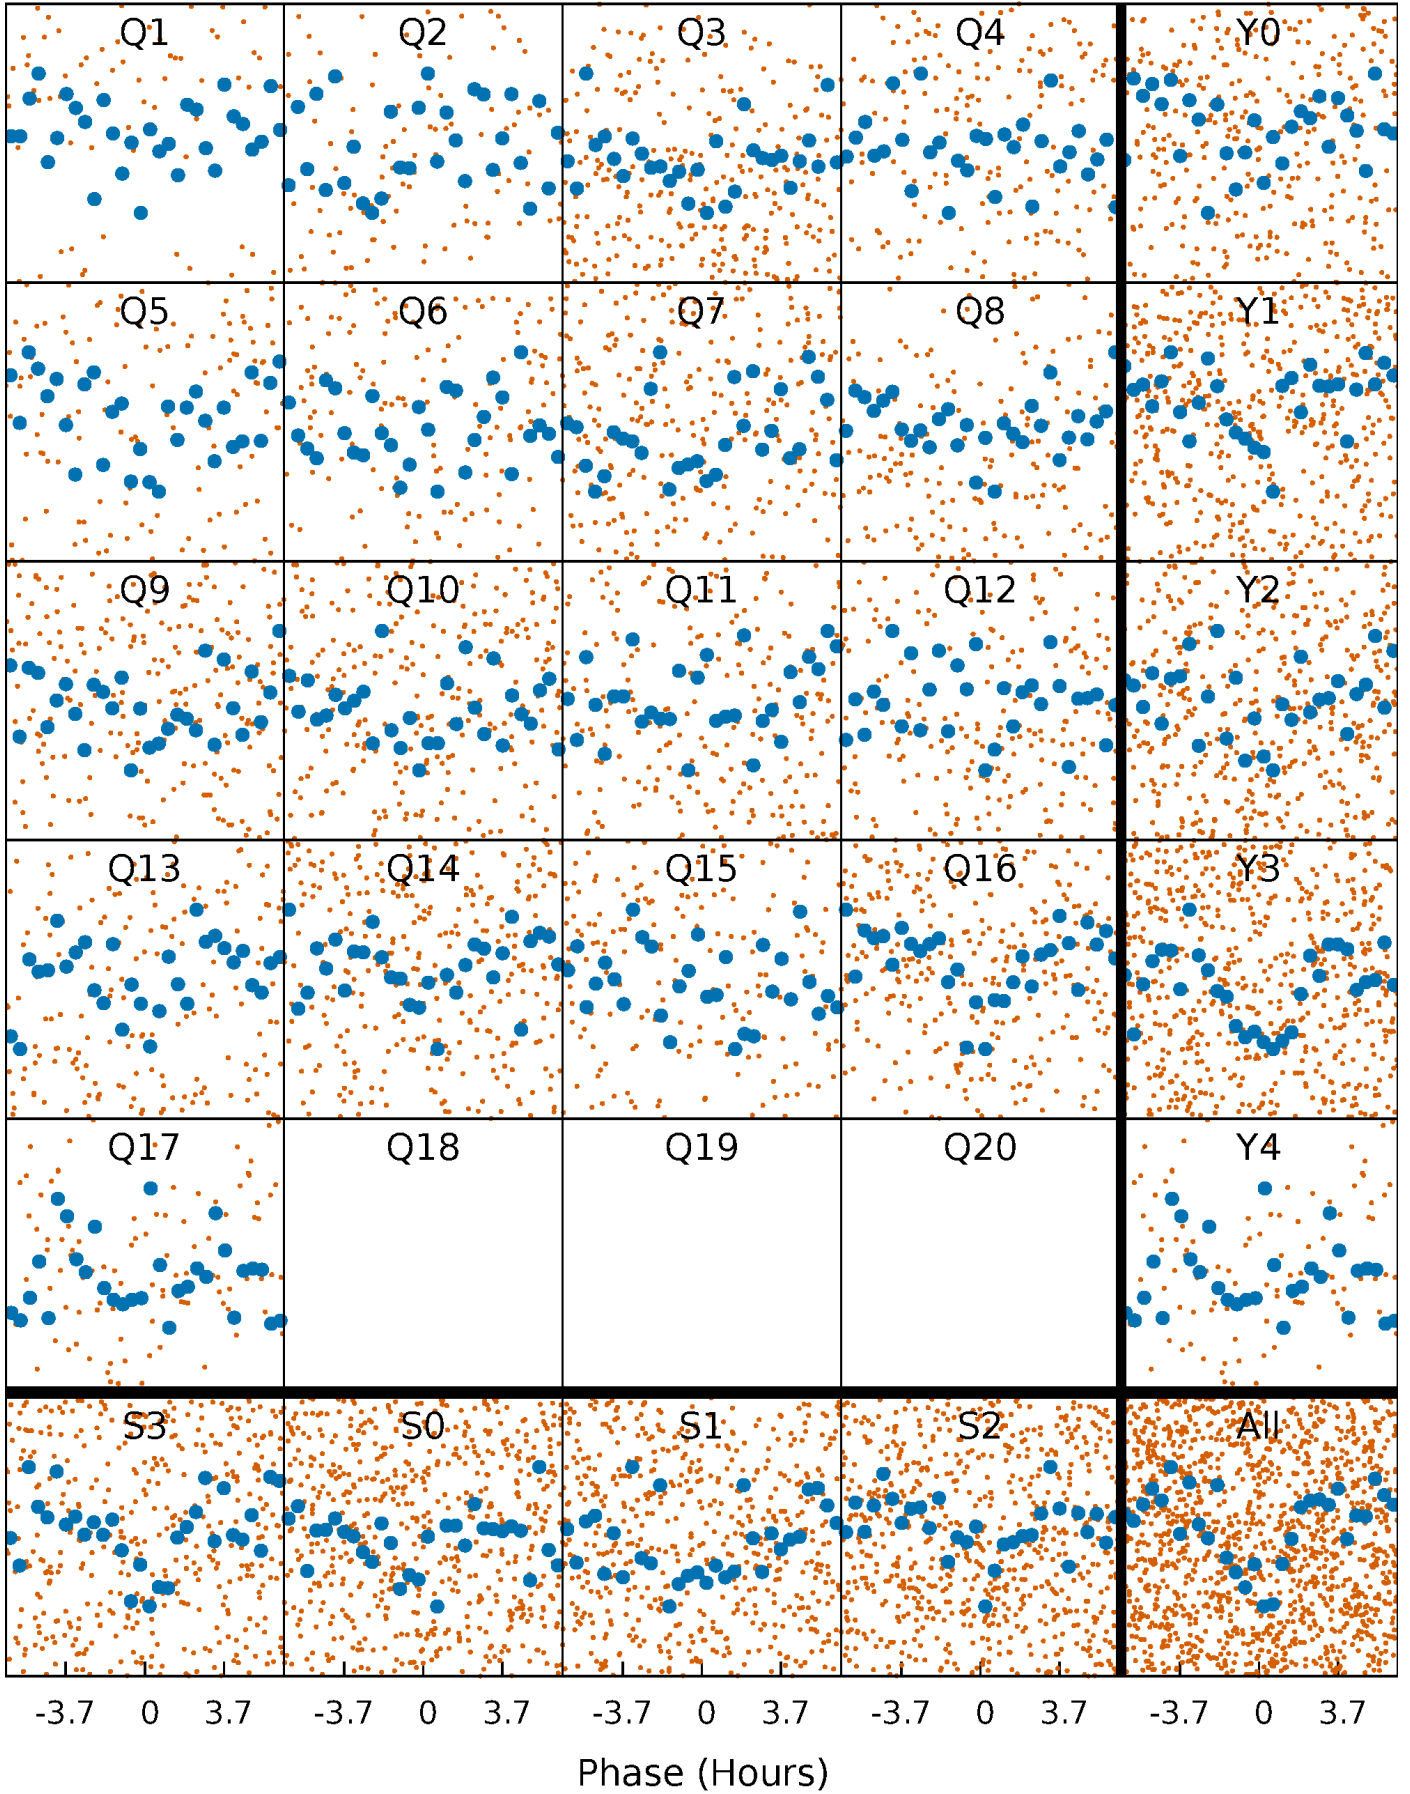 Q1 Q2 Q3 Q4 Y0
Q5 Q6 Q7 Q8 Y1
Q9 Q10 Q11 Q12 Y2
Q13 Q14 Q15 Q16 Y3
Q17 Q18 Q19 Q20 Y4
S3 S0 S1 S2 All
-3.7 0 3.7 -3.7 0 3.7 -3.7 0 3.7 -3.7 0 3.7 -3.7 0 3.7
Phase (Hours)